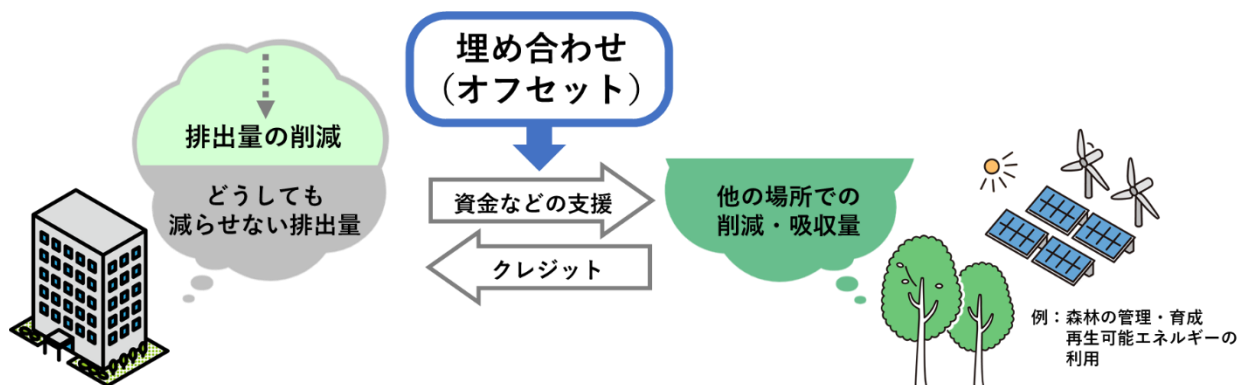 埋め合わせ
（オフセット）
排出量の削減
どうしても
減らせない排出量
資金などの支援
クレジット
他の場所での
削減・吸収量
例：森林の管理・育成
再生可能エネルギーの
利用